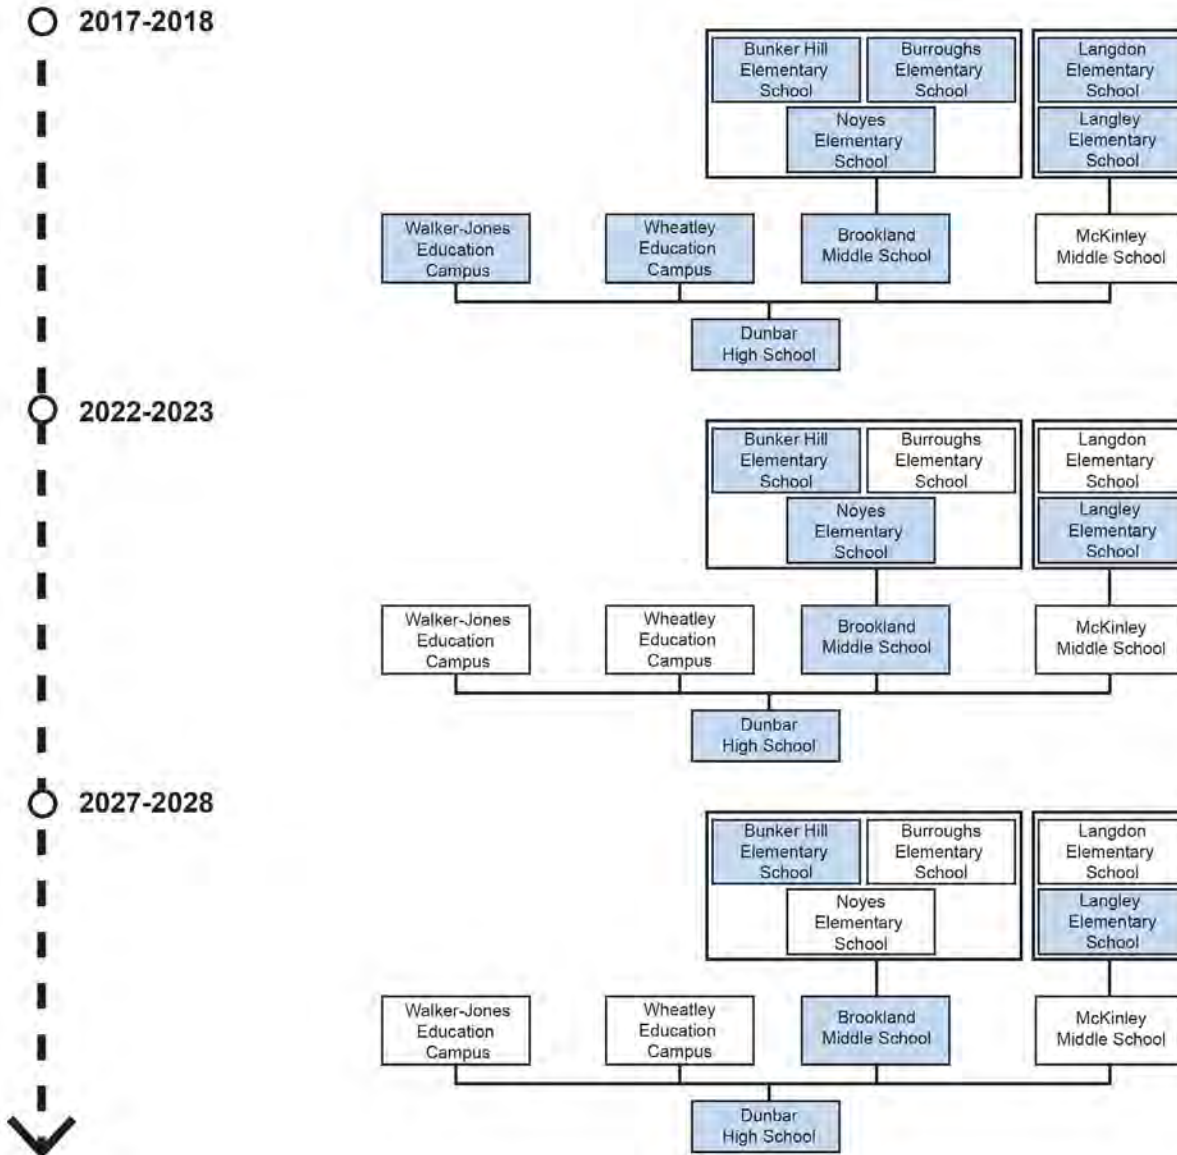 2017-2018
Bunker Hill
Elementary
School
Burroughs
Elementary
School
Noyes
Elementary
School
Langdon
Elementary
School
Langley
Elementary
School
Walker-Jones
Education
Campus
Wheatley
Education
Campus
Brookland
Middle School
McKinley
Middle School
Dunbar
High School
2022-2023
Bunker Hill
Elementary
School
Burroughs
Elementary
School
Noyes
Elementary
School
Langdon
Elementary
School
Langley
Elementary
School
Walker-Jones
Education
Campus
Wheatley
Education
Campus
Brookland
Middle School
McKinley
Middle School
Dunbar
High School
2027-2028
Bunker Hill
Elementary
School
Burroughs
Elementary
School
Noyes
Elementary
School
Langdon
Elementary
School
Langley
Elementary
School
Walker-Jones
Education
Campus
Wheatley
Education
Campus
Brookland
Middle School
McKinley
Middle School
Dunbar
High School